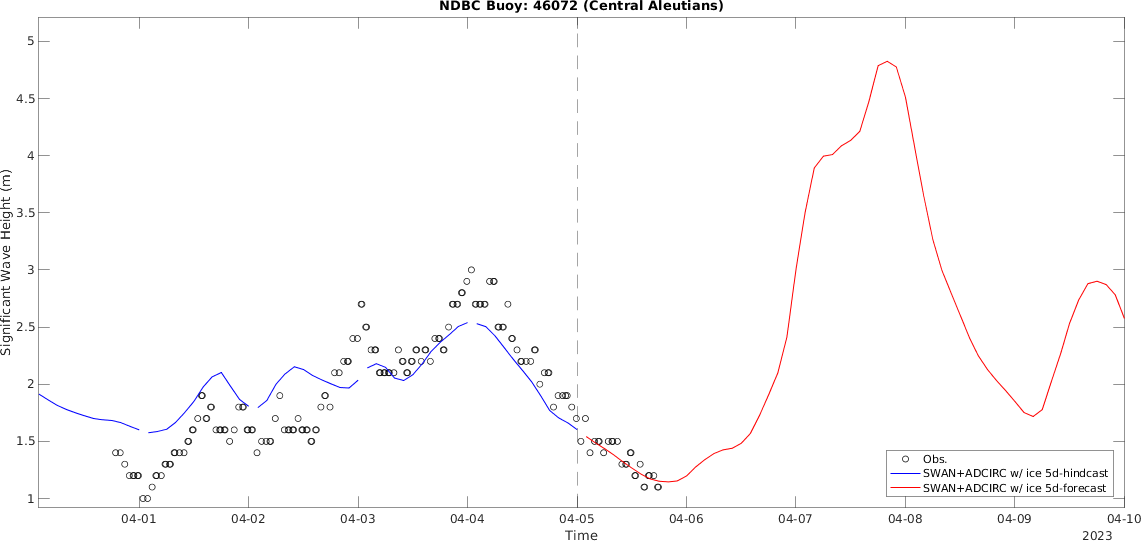 NDBC Buoy: 46072 (Central Aleutians)
5
4.5
4
3.5
3
2.5
2
1.5
1
Significant Wave Height (m)
Obs.
SWAN+ADCIRC w/ ice 5d-hindcast
SWAN+ADCIRC w/ ice 5d-forecast
04-01 04-02 04-03 04-04 04-05 04-06 04-07 04-08 04-09 04-10
Time
2023